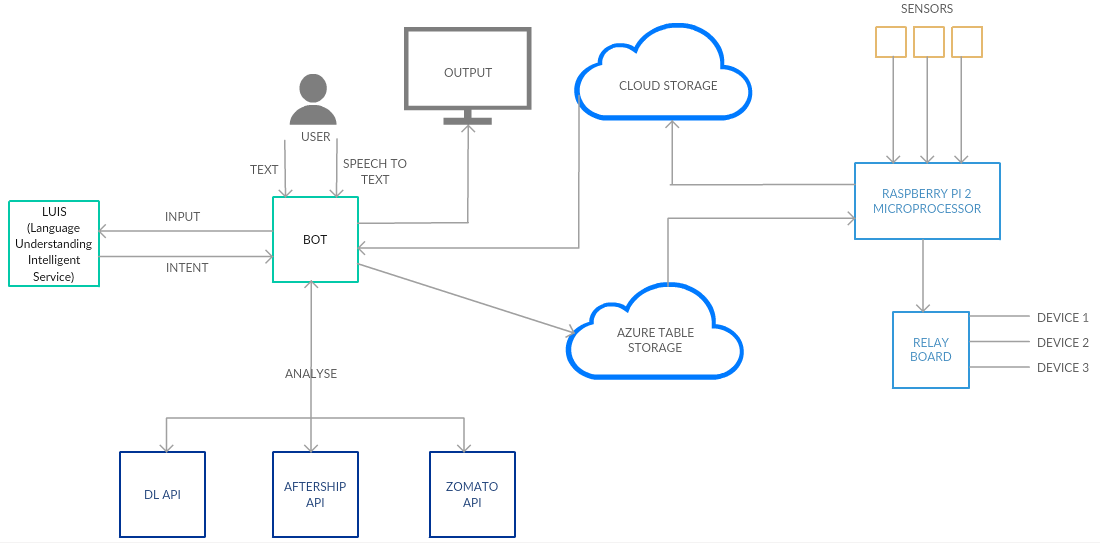 SENSORS
OUTPUT
CLOUD STORAGE
USER
TEXT
SPEECH TO
TEXT
RASPBERRY PI 2
MICROPROCESSOR
LUIS
(Language
Understanding
Intelligent
Service)
INPUT
INTENT
BOT
AZURE TABLE
STORAGE
RELAY
BOARD
DEVICE 1
DEVICE 2
DEVICE 3
ANALYSE
DL API
AFTERSHIP
API
ZOMATO
API